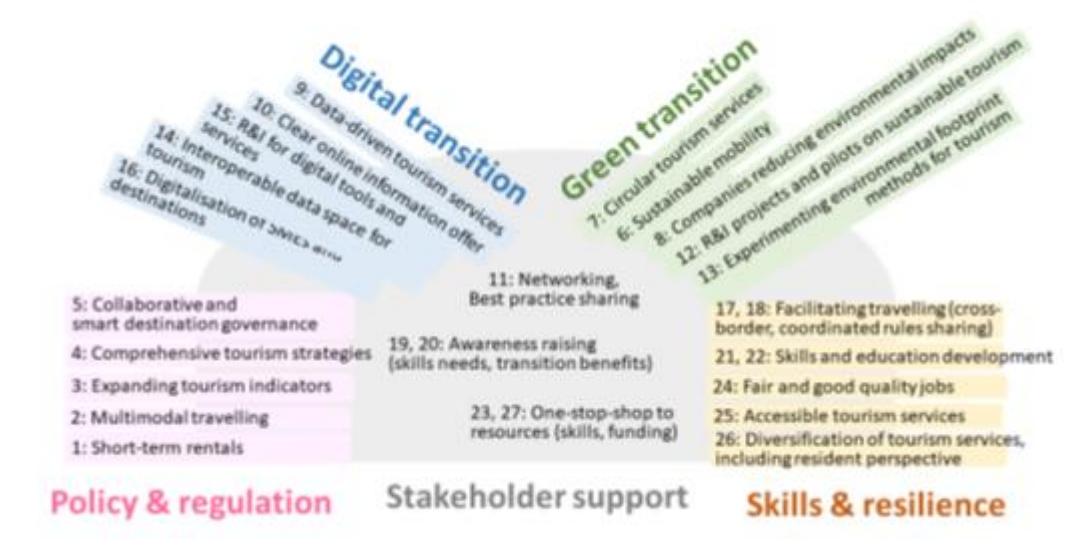 Digital transition
9: Data-driven tourism services
10: Clear online information offer
15: R&I for digital tools and
services
14: Interoperable data space for
tourism
16: Digitalisation of SMEs and
destinations
Green transition
7: Circular tourism services
6: Sustainable mobility
8: Companies reducing environmental impacts
12: R&I projects and pilots on sustainable tourism
13: Experimenting environmental footprint
methods for tourism
5: Collaborative and
smart destination governance
4: Comprehensive tourism strategies
3: Expanding tourism indicators
2: Multimodal travelling
1: Short-term rentals
Policy & regulation
11: Networking,
Best practice sharing
19, 20: Awareness raising
(skills needs, transition benefits)
23, 27: One-stop-shop to
resources (skills, funding)
Stakeholder support
17, 18: Facilitating travelling (cross-
border, coordinated rules sharing)
21, 22: Skills and education development
24: Fair and good quality jobs
25: Accessible tourism services
26: Diversification of tourism services,
including resident perspective
Skills & resilience